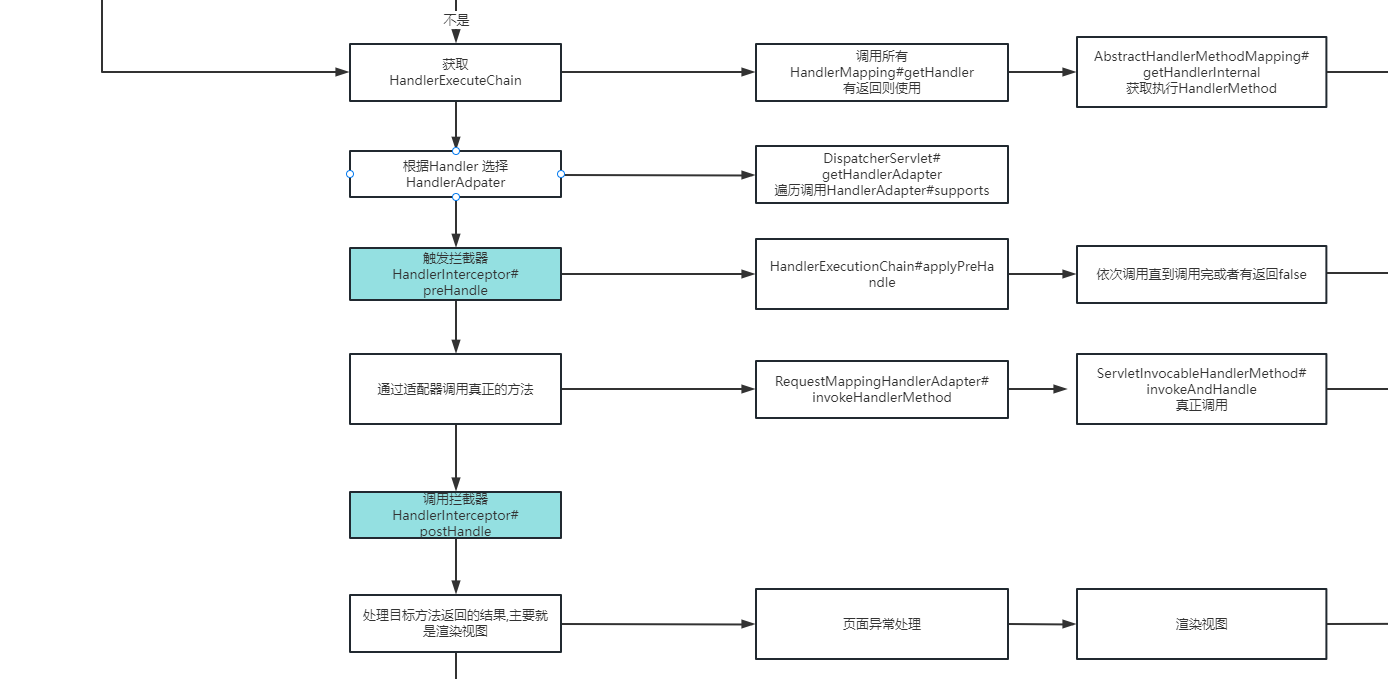 不是
获取
HandlerExecuteChain
调用所有
HandlerMapping#getHandler
有返回则使用
AbstractHandlerMethodMapping#
getHandlerInternal
获取执行HandlerMethod
根据Handler 选择
HandlerAdpater
DispatcherServlet#
getHandlerAdapter
遍历调用HandlerAdapter#supports
触发拦截器
HandlerInterceptor#
preHandle
HandlerExecutionChain#applyPreHa
ndle
依次调用直到调用完或者有返回false
通过适配器调用真正的方法
RequestMappingHandlerAdapter#
invokeHandlerMethod
ServletInvocableHandlerMethod#
invokeAndHandle
真正调用
调用拦截器
HandlerInterceptor#
postHandle
处理目标方法返回的结果,主要就
是渲染视图
页面异常处理
渲染视图